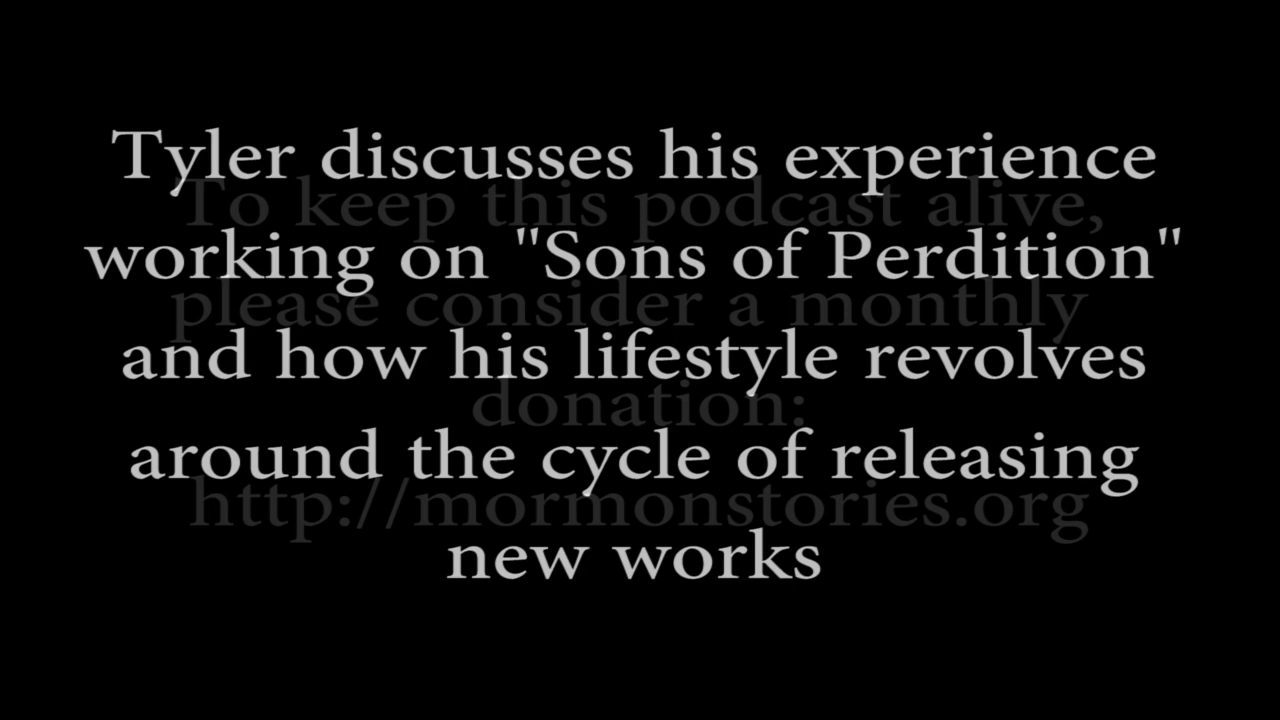 Tyler discusses his experience
working on "Sons of Perdition"
and how his lifestyle revolves
around the cycle of releasing
new works
To keep this podcast alive,
please consider a monthly
donation:
http://mormonstories.org